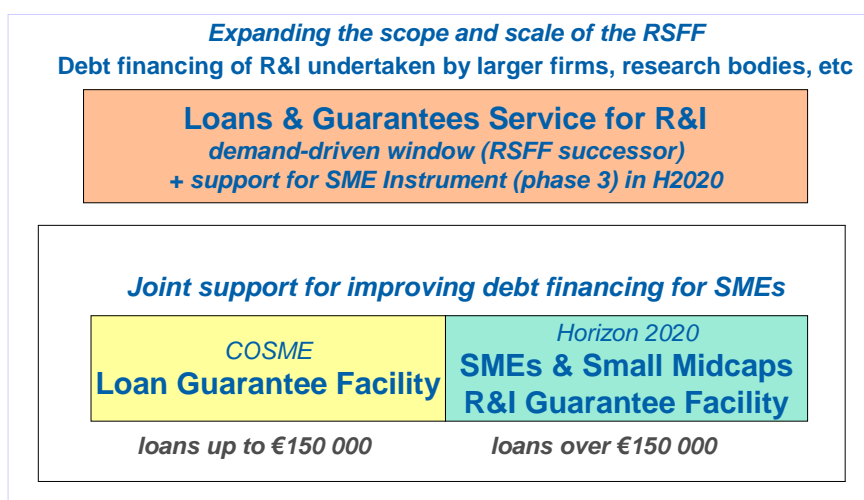 Expanding the scope and scale of the RSFF
Debt financing of R&I undertaken by larger firms, research bodies, etc
Loans & Guarantees Service for R&I
demand-driven window (RSFF successor)
+ support for SME Instrument (phase 3) in H2020
Joint support for improving debt financing for SMEs
COSME
Loan Guarantee Facility
Horizon 2020
SMEs & Small Midcaps
R&I Guarantee Facility
loans up to €150 000
loans over €150 000